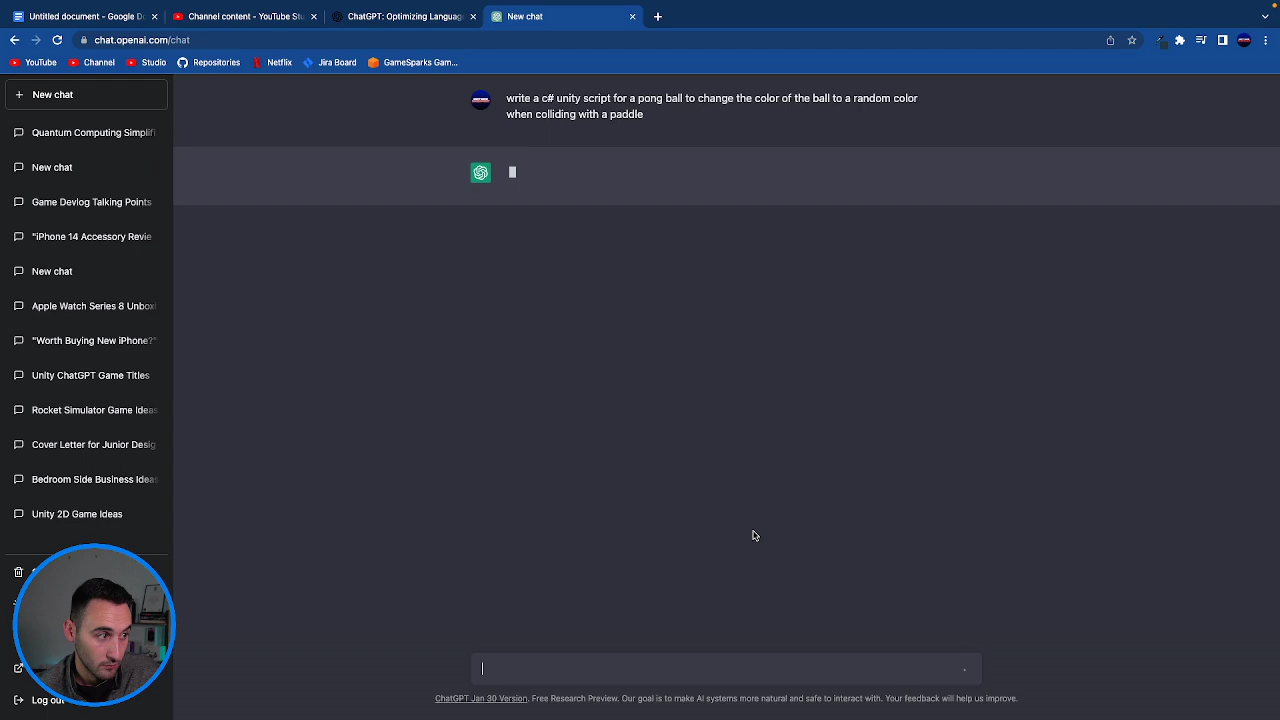 Untitled document - Google Do
Channel content - YouTube Stu
ChatGPT: Optimizing Language
New chat
chat.openai.com/chat
YouTube
Channel
Studio
Repositories
Netflix
Jira Board
GameSparks Gam...
New chat
Quantum Computing Simplifi
New chat
Game Devlog Talking Points
"iPhone 14 Accessory Revie
New chat
Apple Watch Series 8 Unboxi
"Worth Buying New iPhone?"
Unity ChatGPT Game Titles
Rocket Simulator Game Ideas
Cover Letter for Junior Desig
Bedroom Side Business Ideas
Unity 2D Game Ideas
Log out
write a c# unity script for a pong ball to change the color of the ball to a random color
when colliding with a paddle
ChatGPT Jan 30 Version. Free Research Preview. Our goal is to make AI systems more natural and safe to interact with. Your feedback will help us improve.